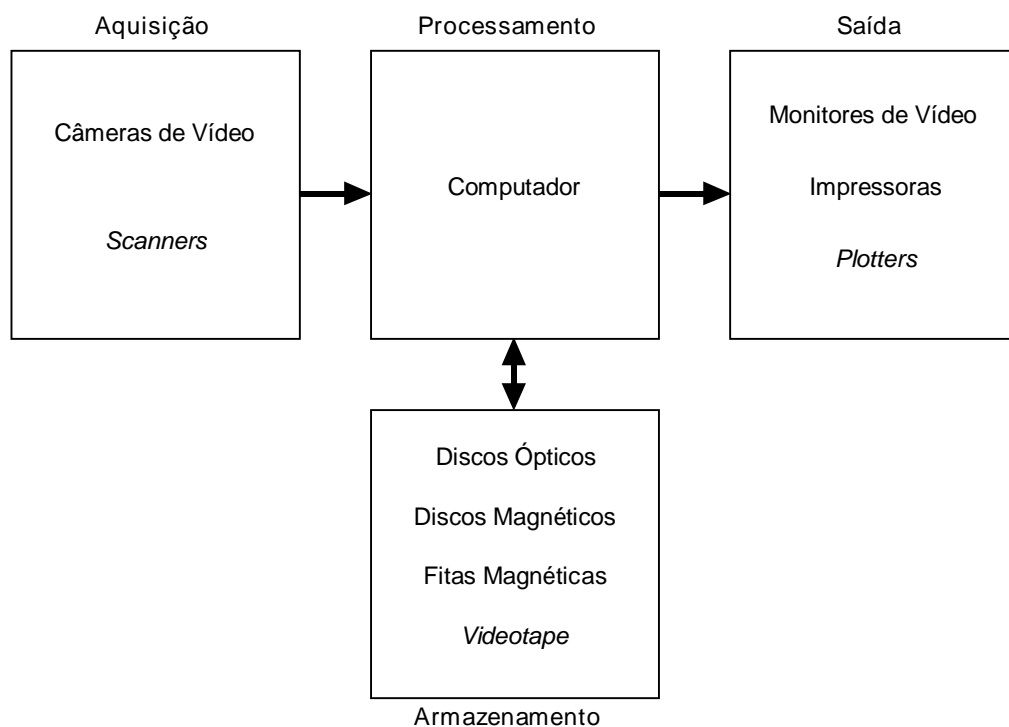 Aquisição
Câmeras de Vídeo
Scanners
Processamento
Computador
Saída
Monitores de Vídeo
Impressoras
Plotters
Discos Ópticos
Discos Magnéticos
Fitas Magnéticas
Videotape
Armazenamento